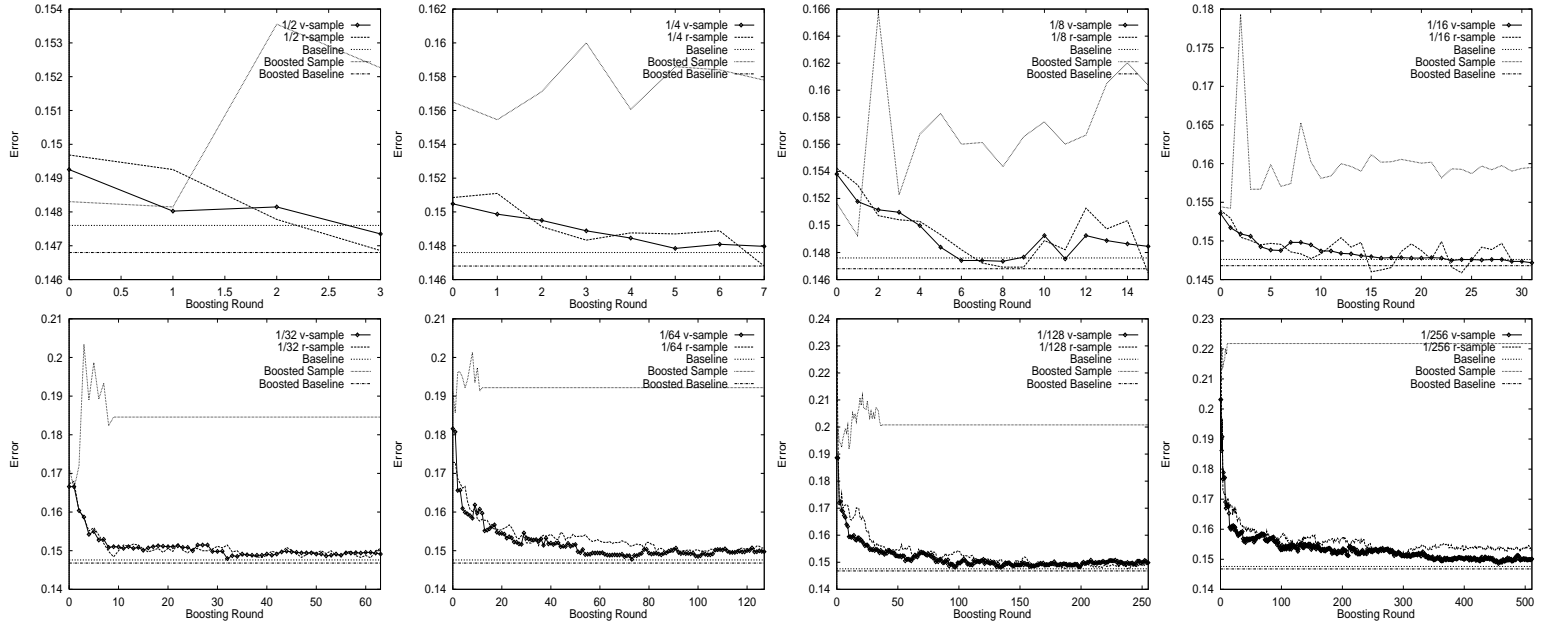 0.154
0.153
0.152
0.151
0.15
0.149
0.148
0.147
0.146
Error
0 0.5 1 1.5 2 2.5 3
Boosting Round
1/2 v-sample
1/2 r-sample
Baseline
Boosted Sample
Boosted Baseline
0.162
0.16
0.158
0.156
0.154
0.152
0.15
0.148
0.146
Error
0 1 2 3 4 5 6 7
Boosting Round
1/4 v-sample
1/4 r-sample
Baseline
Boosted Sample
Boosted Baseline
0.166
0.164
0.162
0.16
0.158
0.156
0.154
0.152
0.15
0.148
0.146
Error
0 2 4 6 8 10 12 14
Boosting Round
1/8 v-sample
1/8 r-sample
Baseline
Boosted Sample
Boosted Baseline
0.18
0.175
0.17
0.165
0.16
0.155
0.15
0.145
Error
0 5 10 15 20 25 30
Boosting Round
1/16 v-sample
1/16 r-sample
Baseline
Boosted Sample
Boosted Baseline
0.21
0.2
0.19
0.18
0.17
0.16
0.15
0.14
Error
0 10 20 30 40 50 60
Boosting Round
1/32 v-sample
1/32 r-sample
Baseline
Boosted Sample
Boosted Baseline
0.21
0.2
0.19
0.18
0.17
0.16
0.15
0.14
Error
0 20 40 60 80 100 120
Boosting Round
1/64 v-sample
1/64 r-sample
Baseline
Boosted Sample
Boosted Baseline
0.24
0.23
0.22
0.21
0.2
0.19
0.18
0.17
0.16
0.15
0.14
Error
0 50 100 150 200 250
Boosting Round
1/128 v-sample
1/128 r-sample
Baseline
Boosted Sample
Boosted Baseline
0.23
0.22
0.21
0.2
0.19
0.18
0.17
0.16
0.15
0.14
Error
0 100 200 300 400 500
Boosting Round
1/256 v-sample
1/256 r-sample
Baseline
Boosted Sample
Boosted Baseline